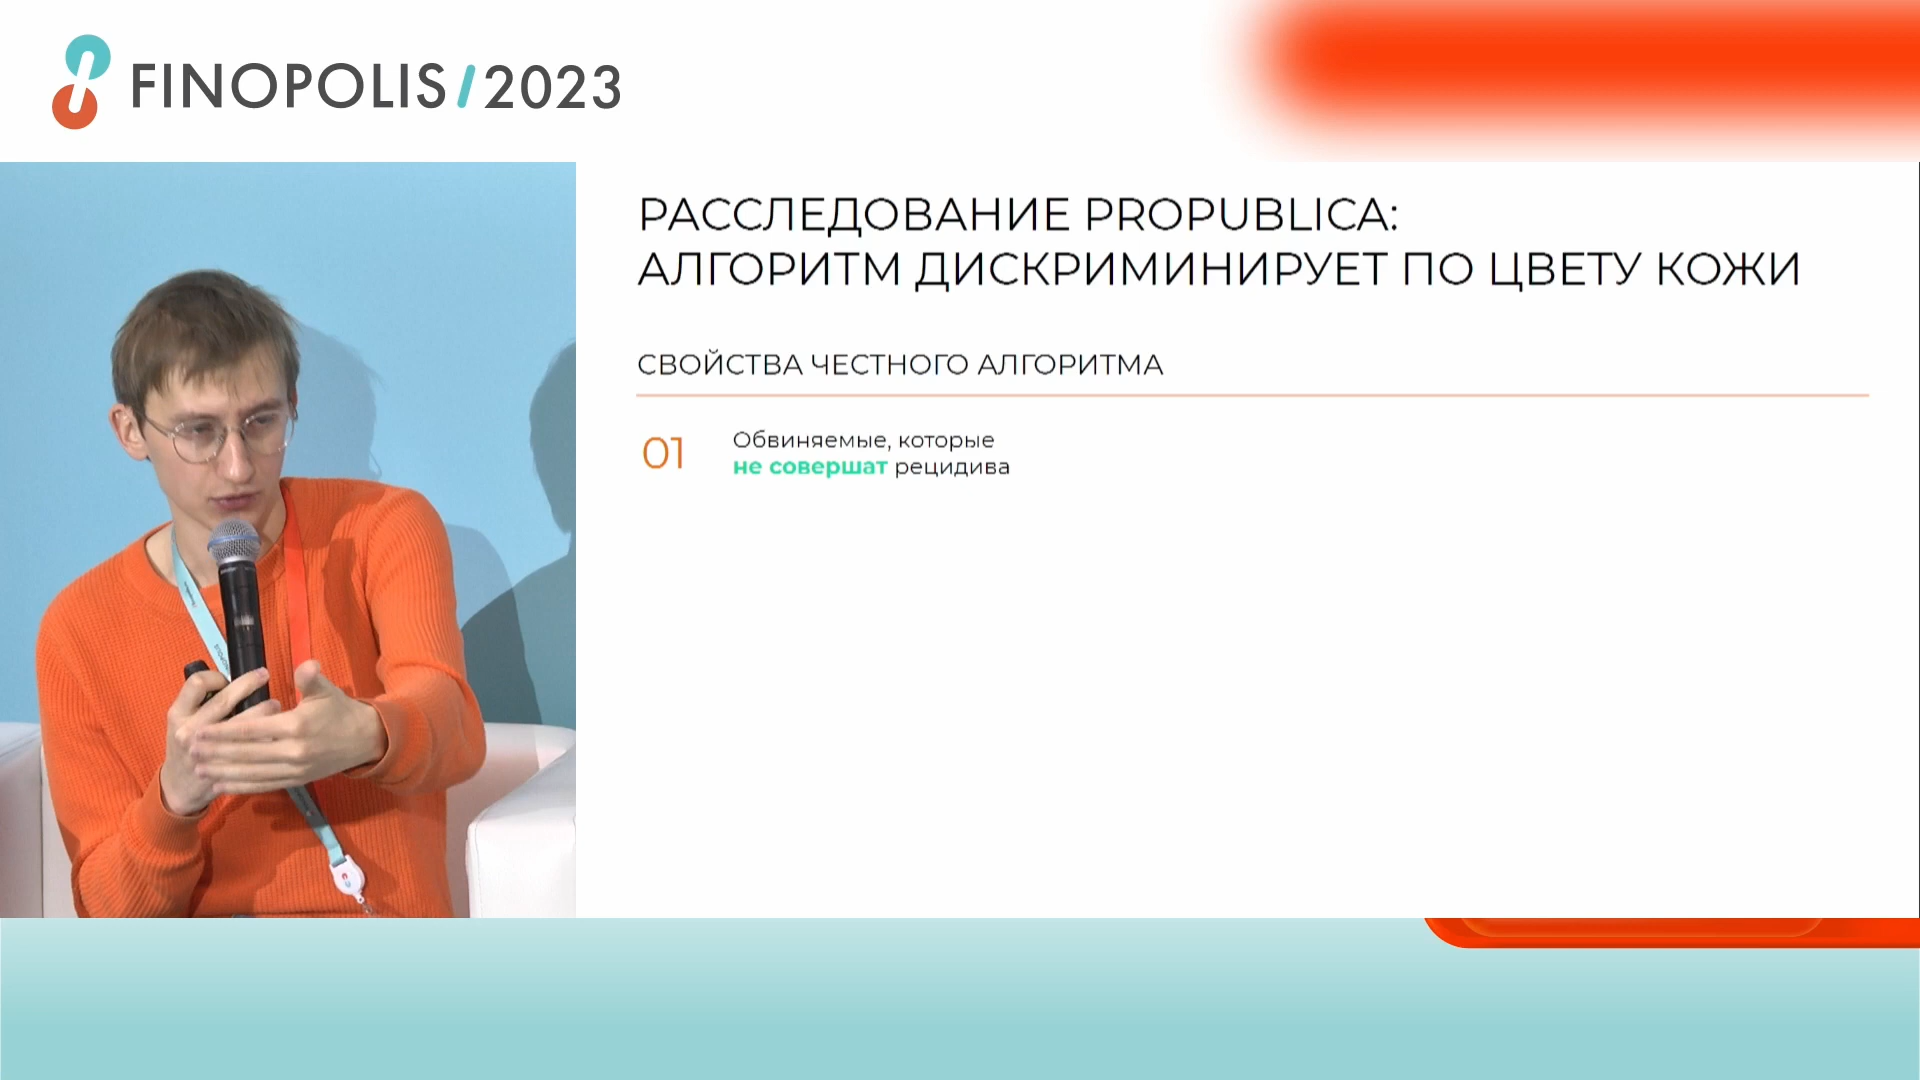 FINOPOLIS/2023
РАССЛЕДОВАНИЕ PROPUBLICA:
АЛГОРИТМ ДИСКРИМИНИРУЕТ ПО ЦВЕТУ КОЖИ
СВОЙСТВА ЧЕСТНОГО АЛГОРИТМА
01
Обвиняемые, которые
не совершат рецидива